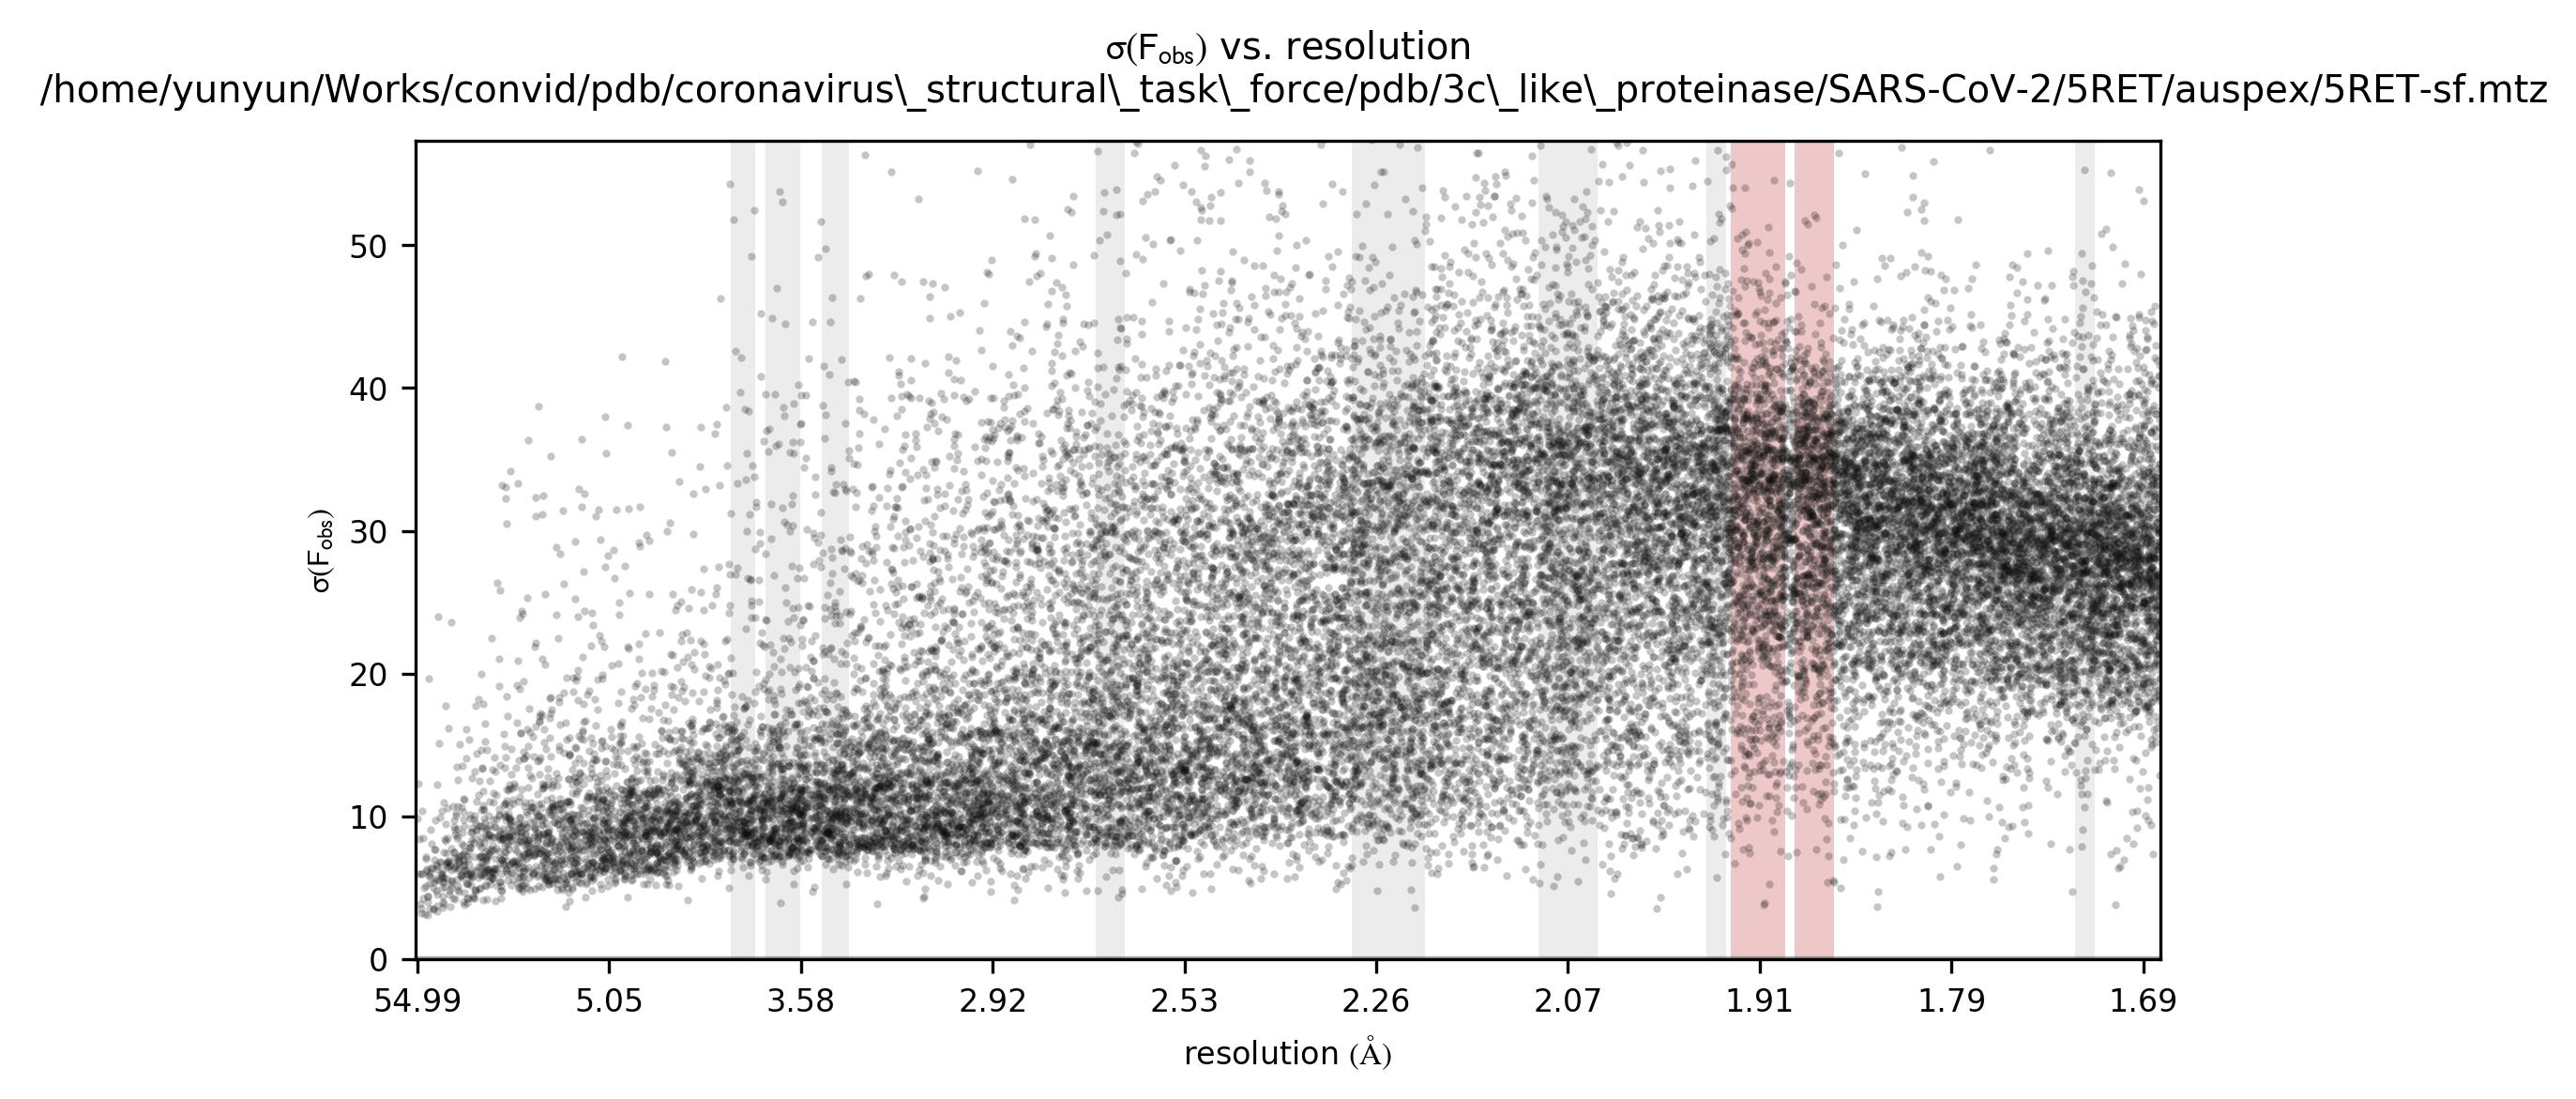 σ(Fobs) vs. resolution
/home/yunyun/Works/convid/pdb/coronavirus\_structural\_task\_force/pdb/3c\_like\_proteinase/SARS-CoV-2/5RET/auspex/5RET-sf.mtz
σ(Fobs)
50
40
30
20
10
0
54.99 5.05 3.58 2.92 2.53 2.26 2.07 1.91 1.79 1.69
resolution (Å)